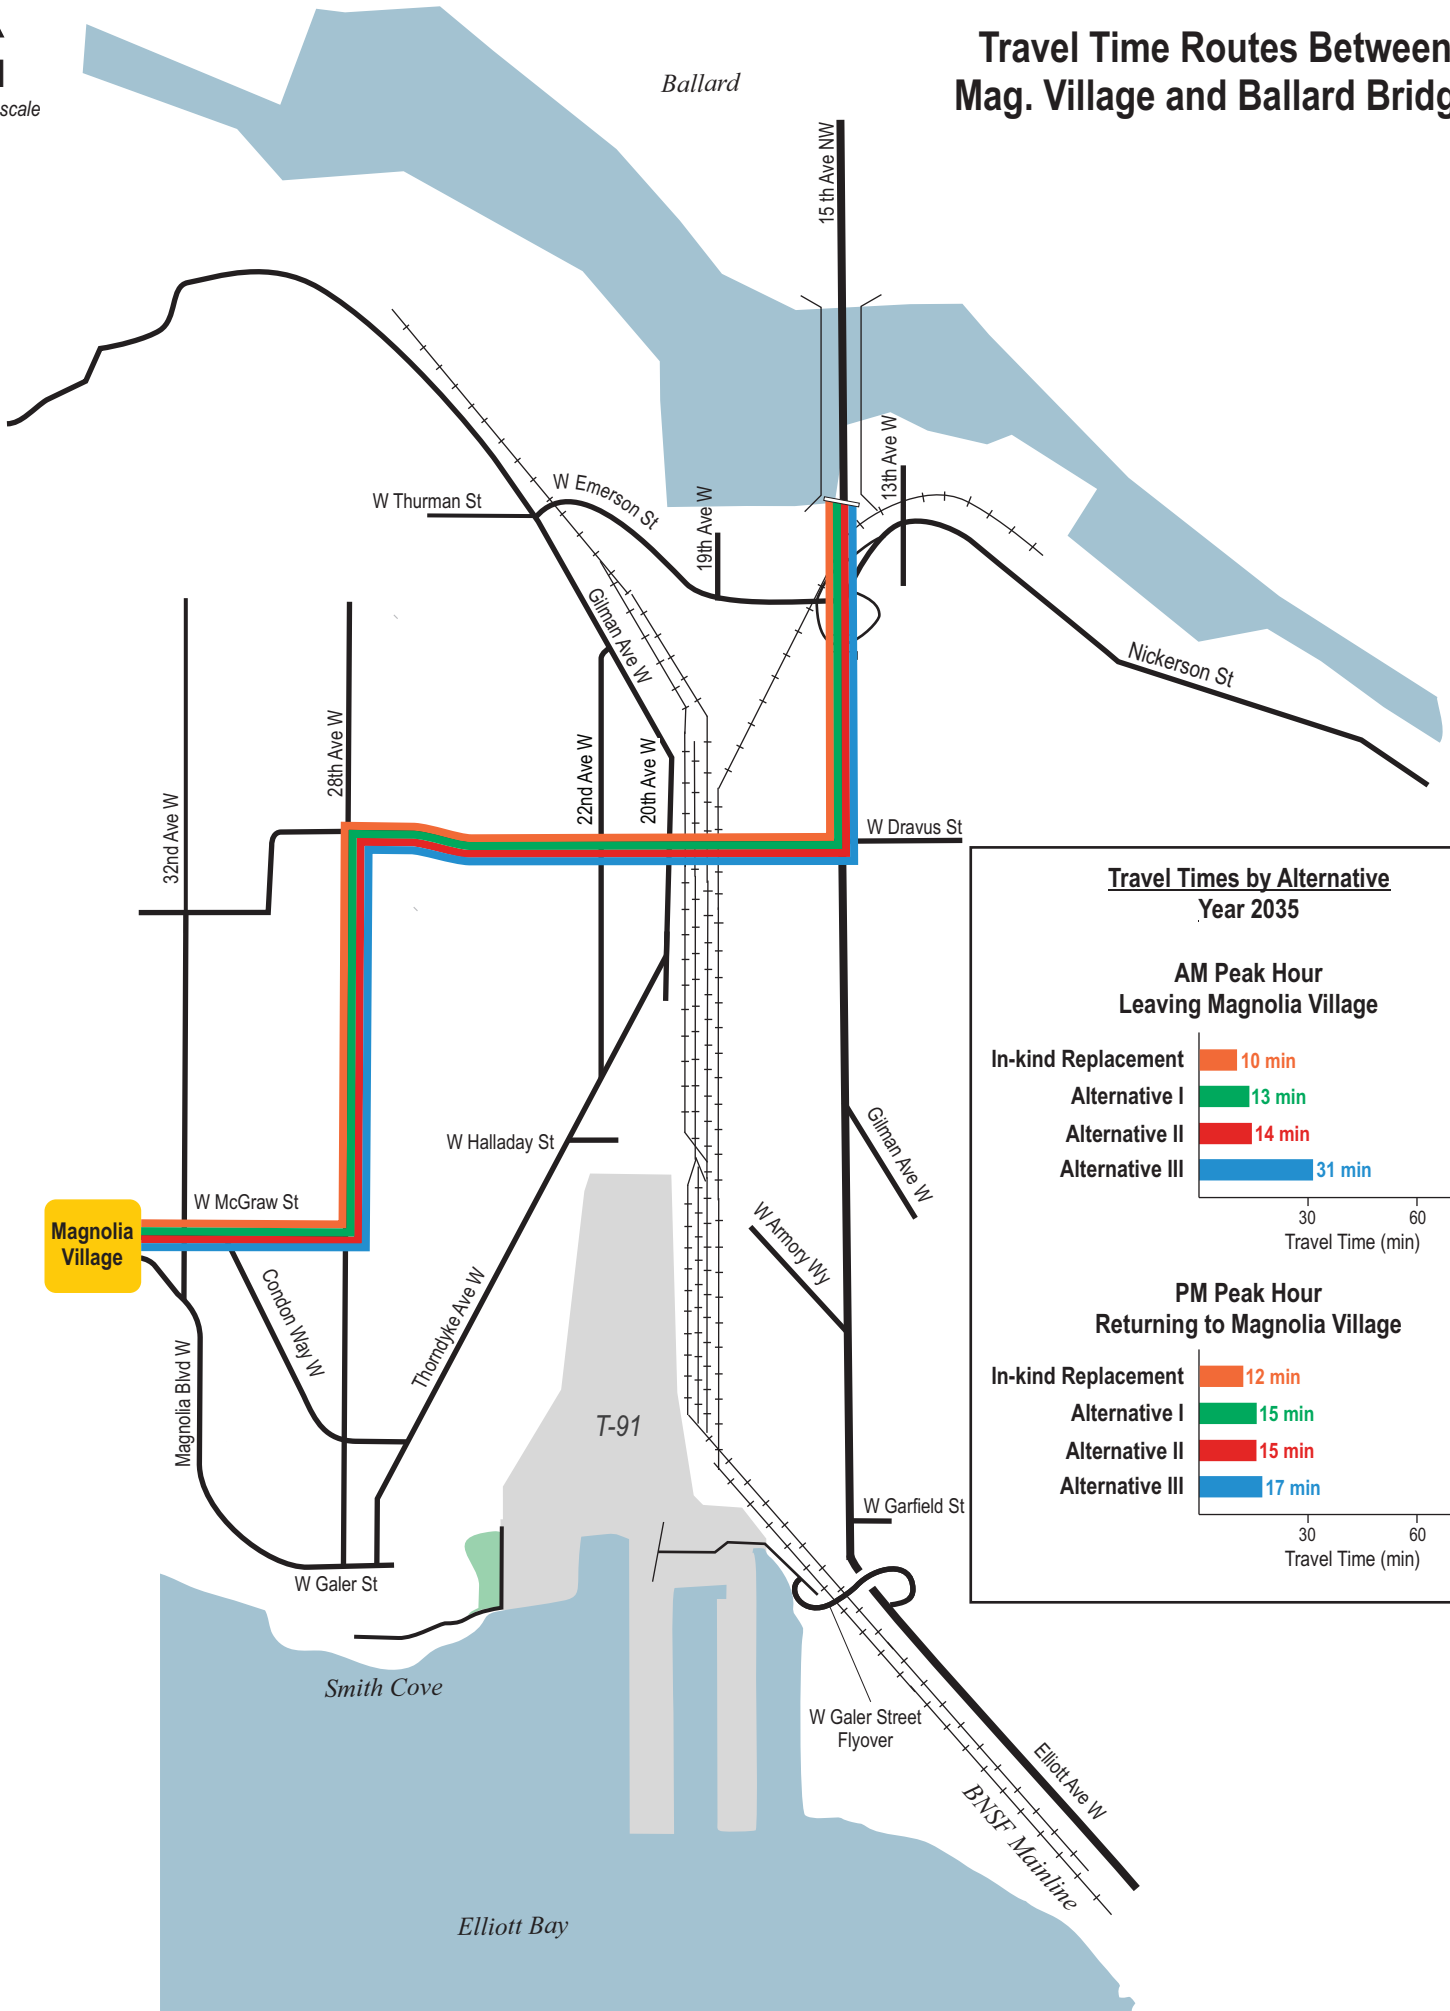 scale
Travel Time Routes Between
Mag. Village and Ballard
Ballard
15 th Ave NW
13th Ave W
W Thurman St
W Emerson St
19th Ave W
Gilman Ave W
Nickerson St
28th Ave W
22nd Ave W
20th Ave W
32nd Ave W
W Dravus St
Travel Times by Alternative
Year 2035
AM Peak Hour
Leaving Magnolia Village
In-kind Replacement 10 min
Alternative I 13 min
Alternative II 14 min
Alternative III 31 min
30 60
Travel Time (min)
PM Peak Hour
Returning to Magnolia Village
In-kind Replacement 12 min
Alternative I 15 min
Alternative II 15 min
Alternative III 17 min
30 60
Travel Time (min)
W Halladay St
Gilman Ave W
W McGraw St
Magnolia
Village
W Armory Wy
Condon Way W
Thorndyke Ave W
Magnolia Blvd W
T-91
W Garfield St
W Galer St
Smith Cove
W Galer Street
Flyover
Elliott Ave W
BNSF Mainline
Elliott Bay